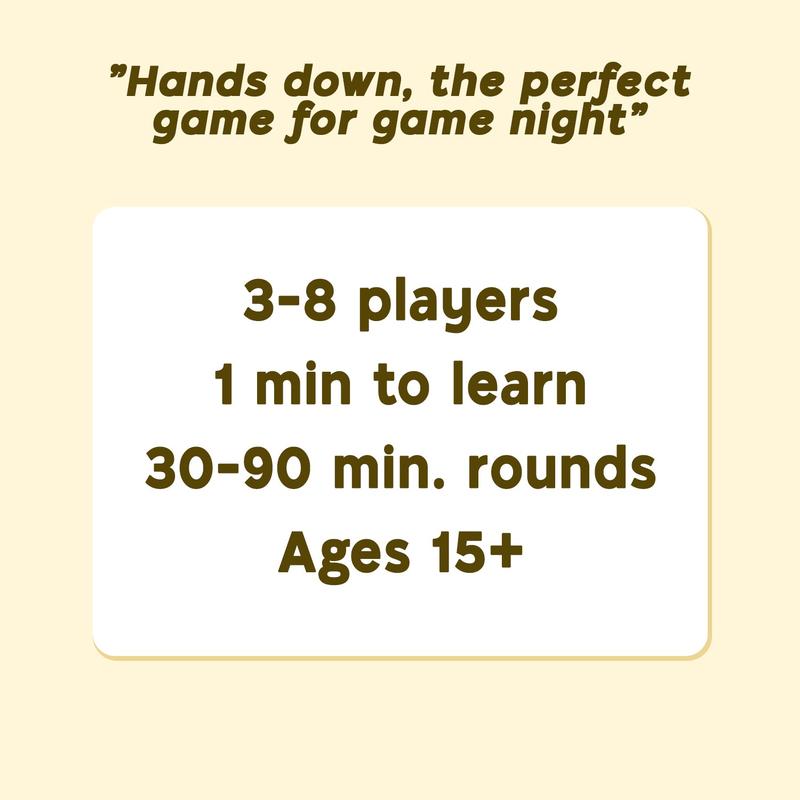 ”Hands down, the perfect
game for game night”
3-8 players
1 min to learn
30-90 min. rounds
Ages 15+